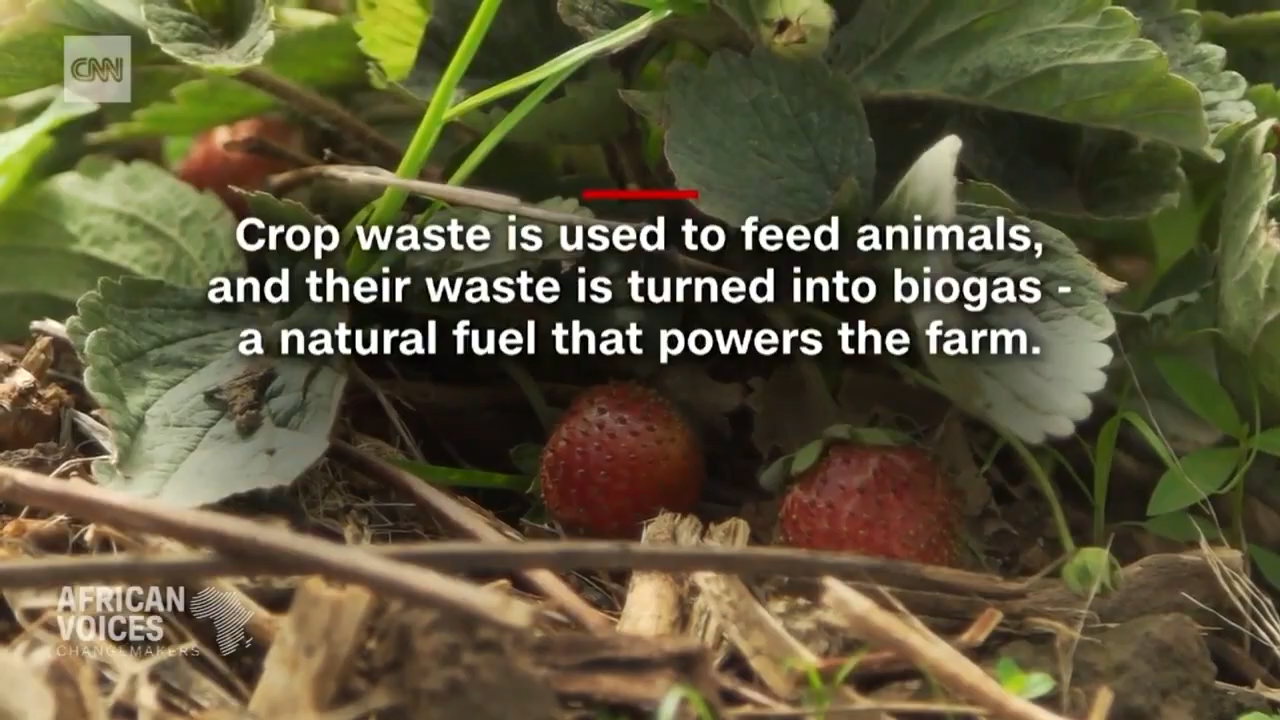 CNN
Crop waste is used to feed animals,
and their waste is turned into biogas -
a natural fuel that powers the farm.
AFRICAN
VOICES
CHANGEMAKERS